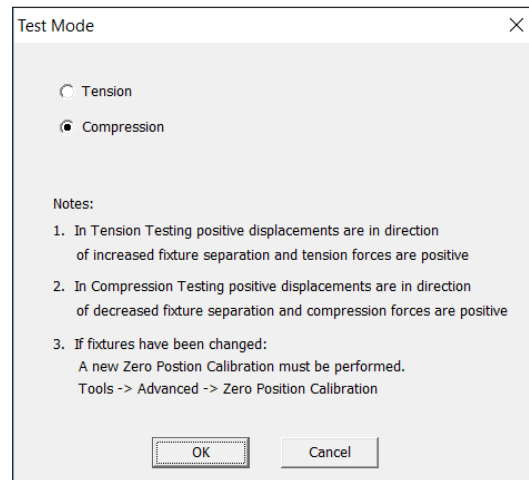 Test Mode
Tension
Compression
Notes:
1. In Tension Testing positive displacements are in direction
of increased fixture separation and tension forces are positive
2. In Compression Testing positive displacements are in direction
of decreased fixture separation and compression forces are positive
3. If fixtures have been changed:
A new Zero Postion Calibration must be performed.
Tools -> Advanced -> Zero Position Calibration
OK
Cancel